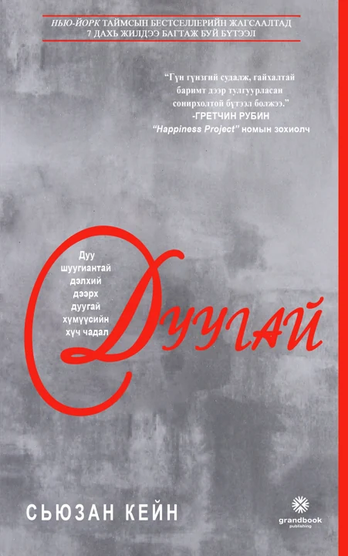 НЬЮ-ЙОРК ТАЙМСЫН БЕСТСЕЛЛЕРИЙН ЖАГСААЛТАД
7 ДАХЬ ЖИЛДЭЭ БАГТАЖ БУЙ БҮТЭЭЛ
“Гүн гүнзгий судалж, гайхалтай
баримт дээр тулгуурласан
сонирхолтой бүтээл болжээ.”
-ГРЕТЧИН РУБИН
“Happiness Project” номын зохиолч
Дуу
шуугиантай
дэлхий
дээрх
дуугай
хүмүүсийн
хүч чадал
Дуугай
СЬЮЗАН КЕЙН
grandbook
publishing